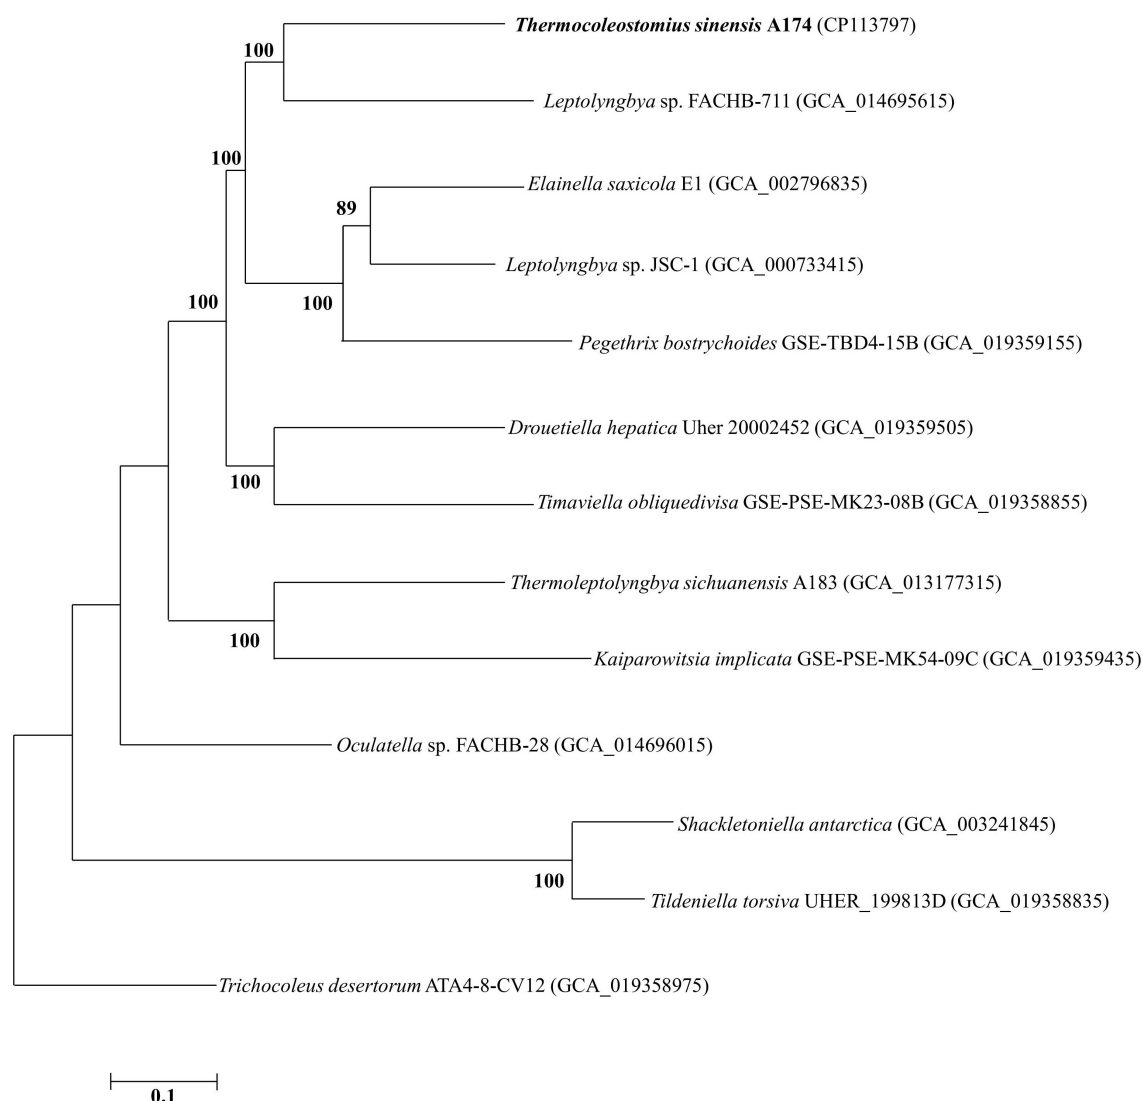 Thermocoleostomius sinensis A174 (CP113797)
100
Leptolyngbya sp. FACHB-711 (GCA_014695615)
100
Elainella saxicola E1 (GCA_002796835)
89
Leptolyngbya sp. JSC-1 (GCA_000733415)
100
100
Pegethrix bostrychoides GSE-TBD4-15B (GCA_019359155)
Drouetiella hepatica Uher 20002452 (GCA_019359505)
100
Timaviella obliquedivisa GSE-PSE-MK23-08B (GCA_019358855)
Thermoleptolyngbya sichuanensis A183 (GCA_013177315)
100
Kaiparowitsia implicata GSE-PSE-MK54-09C (GCA_019359435)
Oculatella sp. FACHB-28 (GCA_014696015)
Shackletoniella antarctica (GCA_003241845)
100
Tildeniella torsiva UHER_199813D (GCA_019358835)
Trichocoleus desertorum ATA4-8-CV12 (GCA_019358975)
0.1